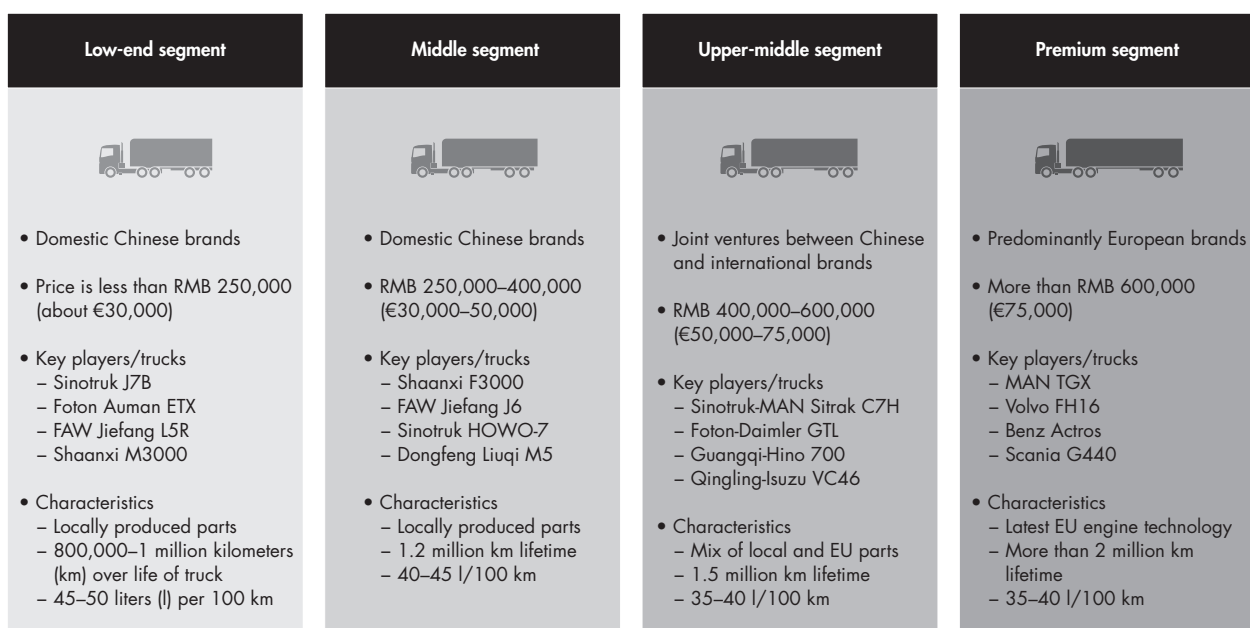 Low-end segment
• Domestic Chinese brands
• Price is less than RMB 250,000
(about €30,000)
• Key players/trucks
– Sinotruk J7B
– Foton Auman ETX
– FAW Jiefang L5R
– Shaanxi M3000
• Characteristics
– Locally produced parts
– 800,000–1 million kilometers
(km) over life of truck
– 45–50 liters (l) per 100 km
Middle segment
• Domestic Chinese brands
• RMB 250,000–400,000
(€30,000–50,000)
• Key players/trucks
– Shaanxi F3000
– FAW Jiefang J6
– Sinotruk HOWO-7
– Dongfeng Liuqi M5
• Characteristics
– Locally produced parts
– 1.2 million km lifetime
– 40–45 l/100 km
Upper-middle segment
• Joint ventures between Chinese
and international brands
• RMB 400,000–600,000
(€50,000–75,000)
• Key players/trucks
– Sinotruk-MAN Sitrak C7H
– Foton-Daimler GTL
– Guangqi-Hino 700
– Qingling-Isuzu VC46
• Characteristics
– Mix of local and EU parts
– 1.5 million km lifetime
– 35–40 l/100 km
Premium segment
• Predominantly European brands
• More than RMB 600,000
(€75,000)
• Key players/trucks
– MAN TGX
– Volvo FH16
– Benz Actros
– Scania G440
• Characteristics
– Latest EU engine technology
– More than 2 million km
lifetime
– 35–40 l/100 km